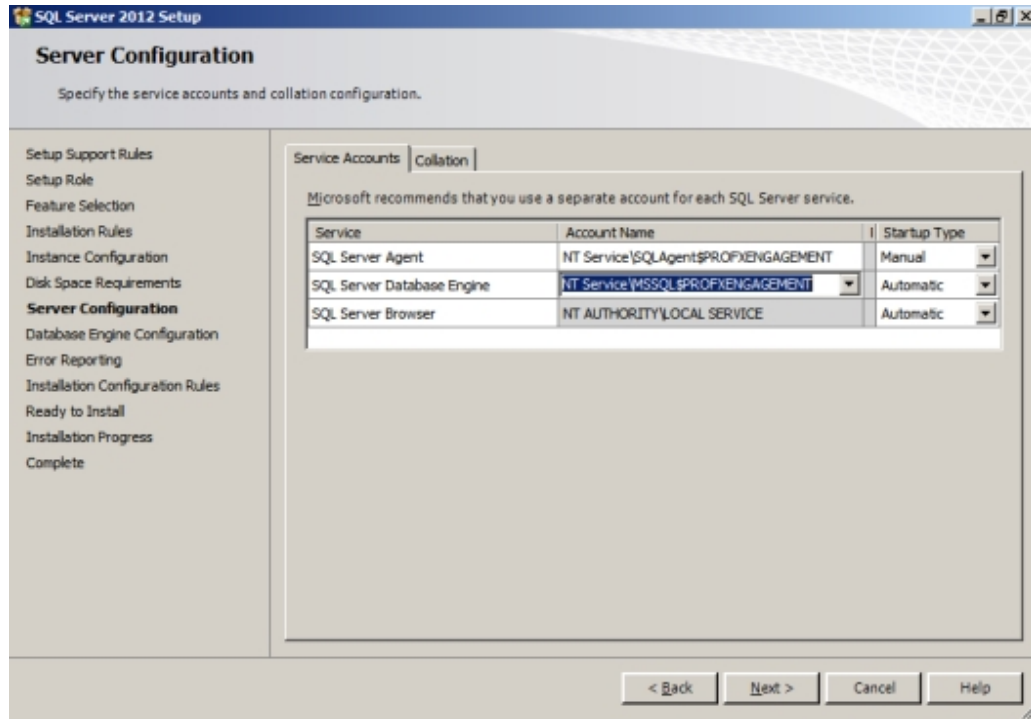 SQL Server 2012 Setup
Server Configuration
Specify the service accounts and collation configuration.
Setup Support Rules
Setup Role
Feature Selection
Installation Rules
Instance Configuration
Disk Space Requirements
Server Configuration
Database Engine Configuration
Error Reporting
Installation Configuration Rules
Ready to Install
Installation Progress
Complete
Service Accounts Collation
Microsoft recommends that you use a separate account for each SQL Server service.
Service Account Name Startup Type
SQL Server Agent NT Service\SQLAgent$PROFXENGAGEMENT Manual
SQL Server Database Engine NT Service\MSSQL$PROFXENGAGEMENT Automatic
SQL Server Browser NT AUTHORITY\LOCAL SERVICE Automatic
< Back Next > Cancel Help